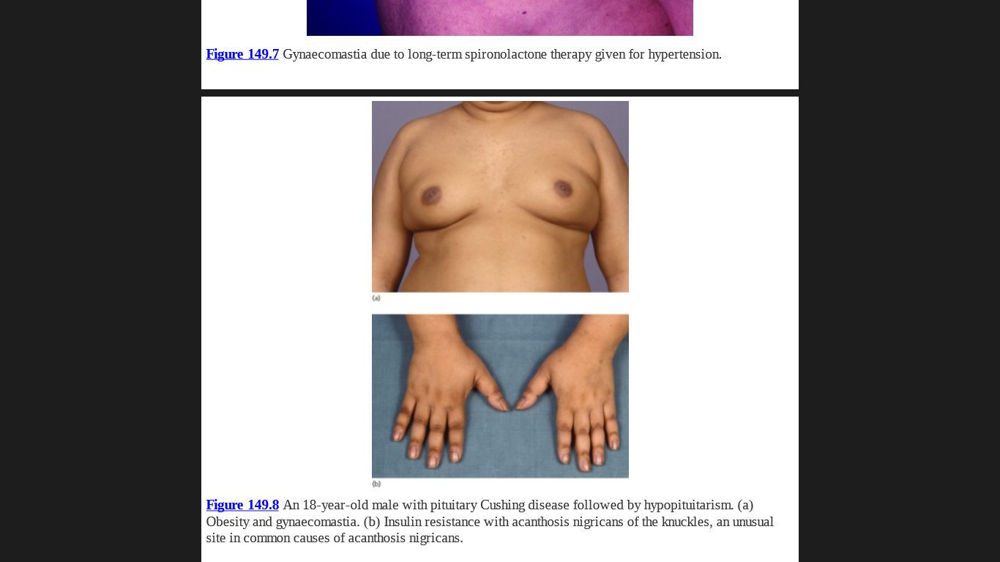 Figure 149.7 Gynaecomastia due to long-term spironolactone therapy given for hypertension.
(a)
(b)
Figure 149.8 An 18-year-old male with pituitary Cushing disease followed by hypopituitarism. (a)
Obesity and gynaecomastia. (b) Insulin resistance with acanthosis nigricans of the knuckles, an unusual
site in common causes of acanthosis nigricans.